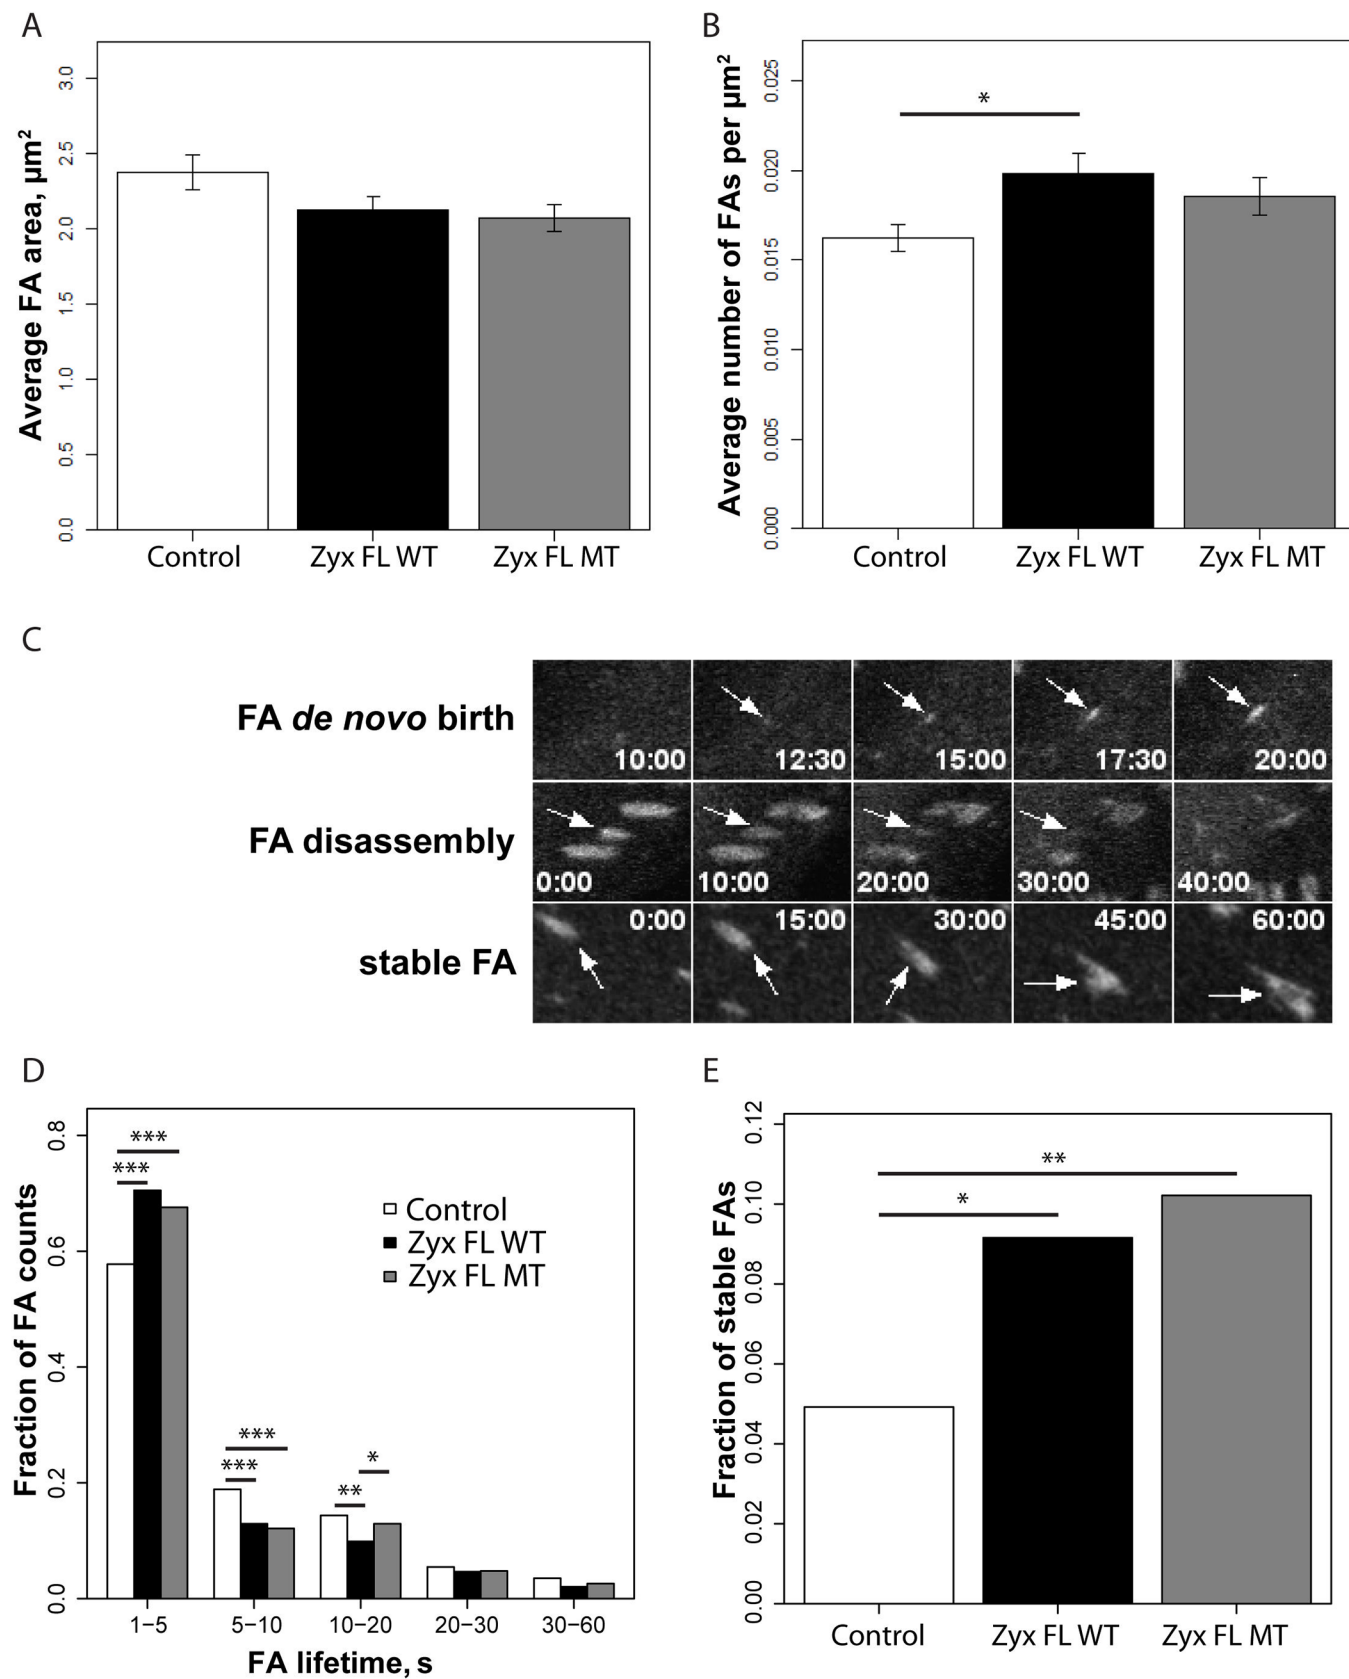 A
Average FA area, µm²
3.0
2.5
2.0
1.5
1.0
0.5
0.0
Control Zyx FL WT Zyx FL MT
B
Average number of FAs per µm²
0.025
0.020
0.015
0.010
0.005
0.000
*
Control Zyx FL WT Zyx FL MT
C
FA de novo birth
10:00 12:30 15:00 17:30 20:00
FA disassembly
0:00 10:00 20:00 30:00 40:00
stable FA
0:00 15:00 30:00 45:00 60:00
D
Fraction of FA counts
0.8
0.6
0.4
0.2
0.0
***
***
***
***
*
**
Control
Zyx FL WT
Zyx FL MT
1–5 5–10 10–20 20–30 30–60
FA lifetime, s
E
Fraction of stable FAs
0.12
0.10
0.08
0.06
0.04
0.02
0.00
**
*
Control Zyx FL WT Zyx FL MT